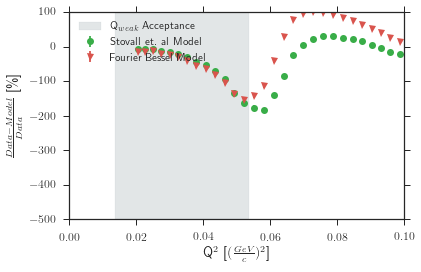 100
0
−100
−200
−300
−400
−500
Data−Model
Data
[%]
Q_weak Acceptance
Stovall et. al Model
Fourier Bessel Model
0.00 0.02 0.04 0.06 0.08 0.10
Q² [(GeV/c)²]